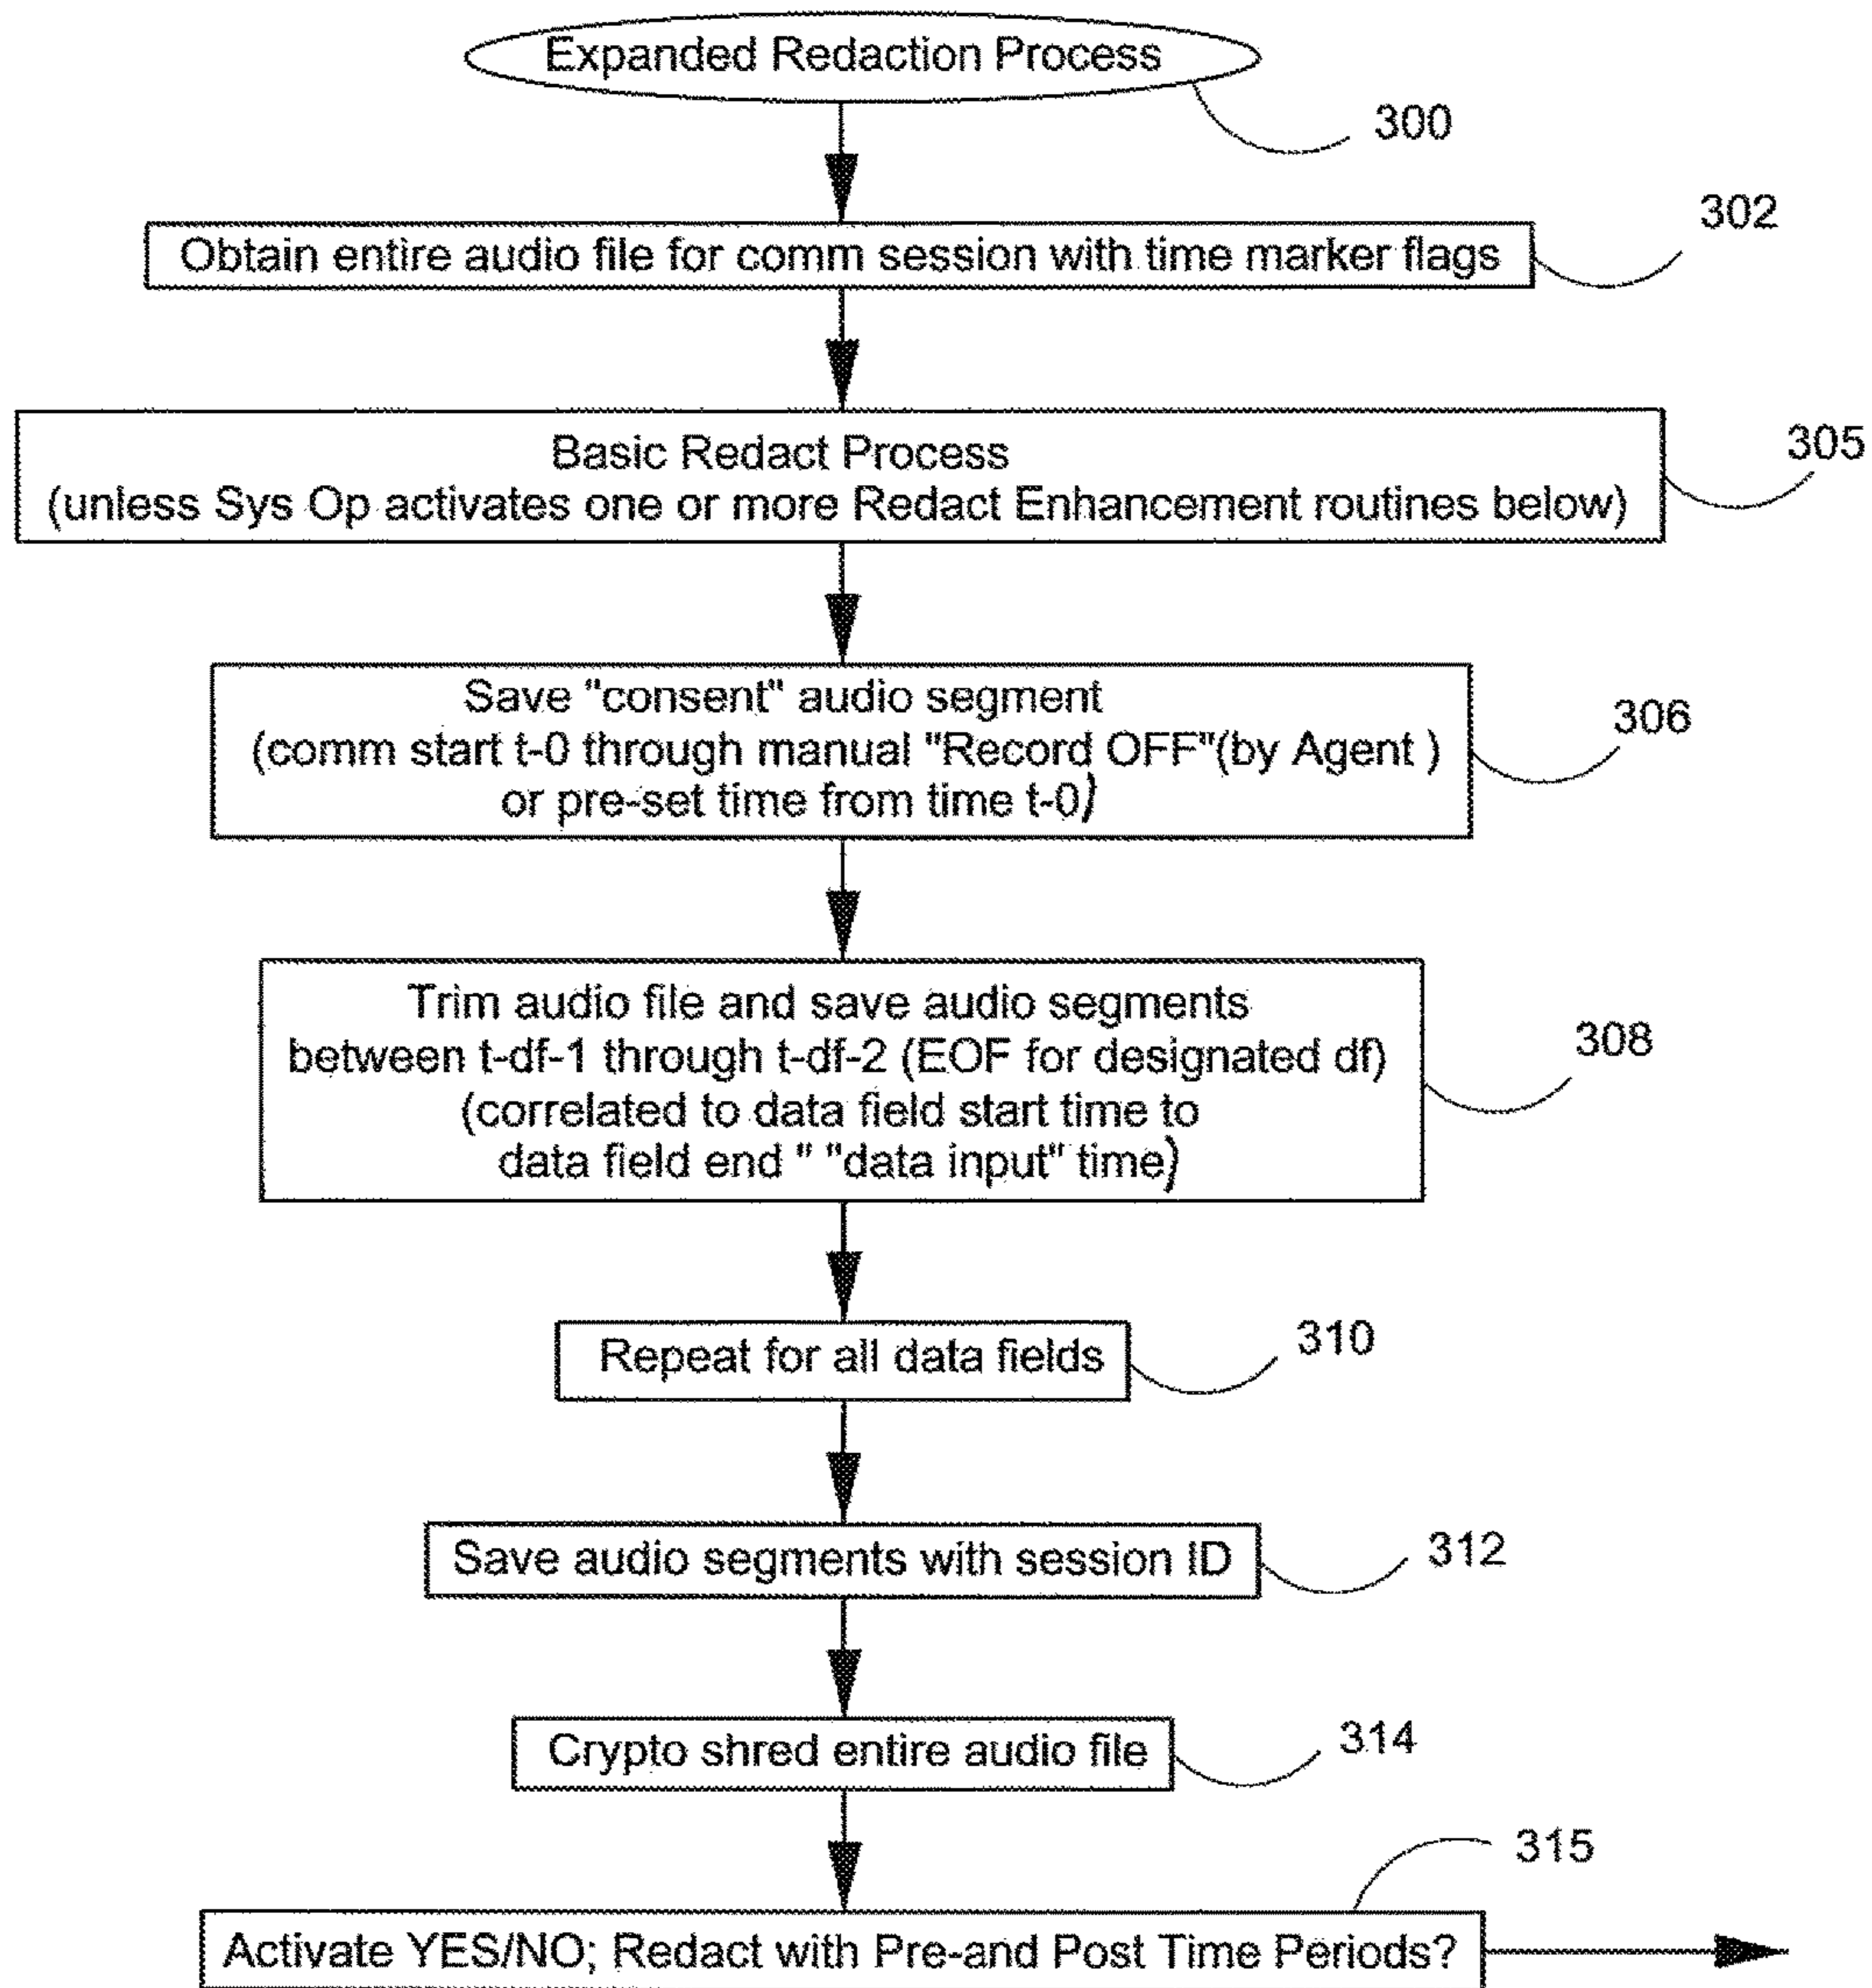 Expanded Redaction Process
300
Obtain entire audio file for comm session with time marker flags
302
Basic Redact Process
(unless Sys Op activates one or more Redact Enhancement routines below)
305
Save "consent" audio segment
(comm start t-0 through manual "Record OFF"(by Agent )
or pre-set time from time t-0)
306
Trim audio file and save audio segments
between t-df-1 through t-df-2 (EOF for designated df)
(correlated to data field start time to
data field end " "data input" time)
308
Repeat for all data fields
310
Save audio segments with session ID
312
Crypto shred entire audio file
314
315
Activate YES/NO; Redact with Pre-and Post Time Periods?